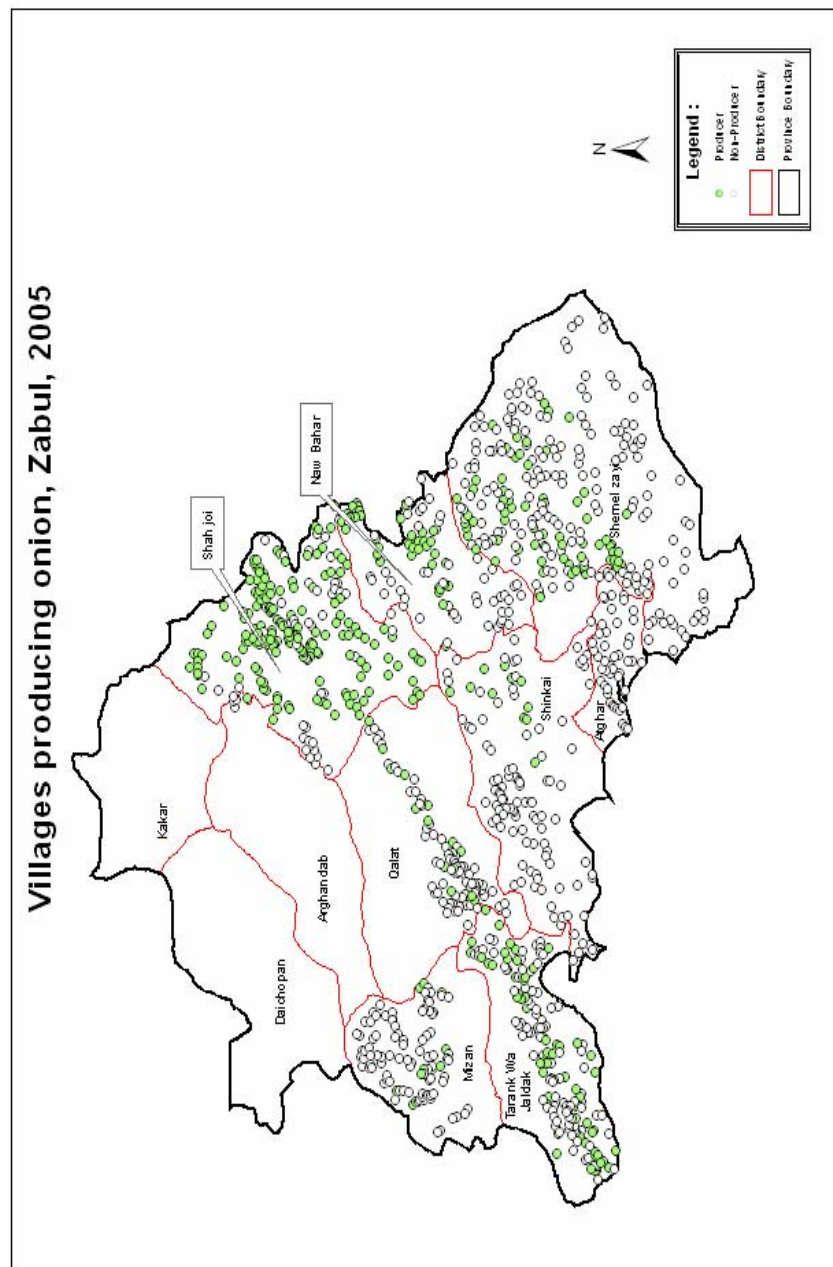 Villages producing onion, Zabul, 2005
N
Legend :
Producer
Non-Producer
District Boundary
Province Boundary
Shah joi
Naw Bahar
Kakar
Daichopan
Arghandab
Qalat
Mizan
Tarank Wa
Jaldak
Shinkai
Atghar
Shemel zayi